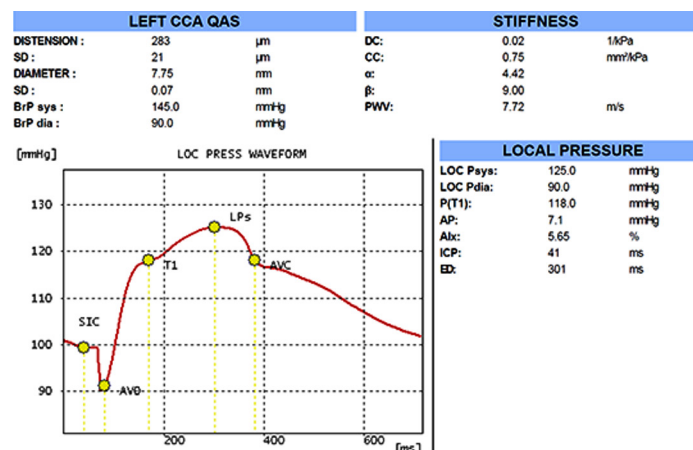 LEFT CCA QAS
DISTENSION : 283 µm
SD : 21 µm
DIAMETER : 7.75 mm
SD : 0.07 mm
BrP sys : 145.0 mmHg
BrP dia : 90.0 mmHg
STIFFNESS
DC: 0.02 1/kPa
CC: 0.75 mm²/kPa
α: 4.42
β: 9.00
PWV: 7.72 m/s
[mmHg] LOC PRESS WAVEFORM
130
120
110
100
90
SIC
AVO
T1
LPs
AVC
200 400 600
[ms]
LOCAL PRESSURE
LOC Psys: 125.0 mmHg
LOC Pdia: 90.0 mmHg
P(T1): 118.0 mmHg
AP: 7.1 mmHg
AIx: 5.65 %
ICP: 41 ms
ED: 301 ms